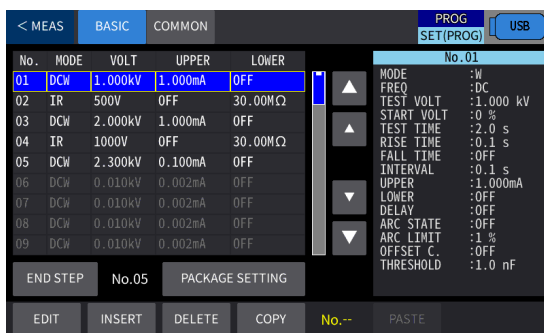 < MEAS BASIC COMMON PROG SET(PROG) USB
No. MODE VOLT UPPER LOWER
01 DCW 1.000kV 1.000mA OFF
02 IR 500V OFF 30.00MΩ
03 DCW 2.000kV 1.000mA OFF
04 IR 1000V OFF 30.00MΩ
05 DCW 2.300kV 0.100mA OFF
06 DCW 0.010kV 0.002mA OFF
07 DCW 0.010kV 0.002mA OFF
08 DCW 0.010kV 0.002mA OFF
09 DCW 0.010kV 0.002mA OFF
END STEP No.05 PACKAGE SETTING
No.01
MODE :W
FREQ :DC
TEST VOLT :1.000 kV
START VOLT :0 %
TEST TIME :2.0 s
RISE TIME :0.1 s
FALL TIME :OFF
INTERVAL :0.1 s
UPPER :1.000mA
LOWER :OFF
DELAY :OFF
ARC STATE :OFF
ARC LIMIT :1 %
OFFSET C. :OFF
THRESHOLD :1.0 nF
EDIT INSERT DELETE COPY No.-- PASTE